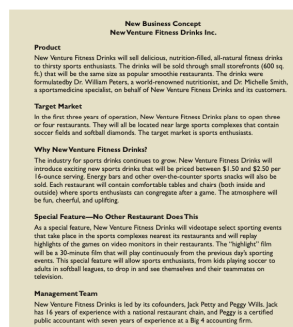 New Business Concept
New Venture Fitness Drinks Inc.
Product
New Venture Fitness Drinks will sell delicious, nutrition-filled, all-natural fitness drinks
to thirsty sports enthusiasts. The drinks will be sold through small storefronts (600 sq.
ft.) that will be the same size as popular smoothie restaurants. The drinks were
formulatedby Dr. William Peters, a world-renowned nutritionist, and Dr. Michelle Smith,
a sportsmedicine specialist, on behalf of New Venture Fitness Drinks and its customers.
Target Market
In the first three years of operation, New Venture Fitness Drinks plans to open three
or four restaurants. They will all be located near large sports complexes that contain
soccer fields and softball diamonds. The target market is sports enthusiasts.
Why New Venture Fitness Drinks?
The industry for sports drinks continues to grow. New Venture Fitness Drinks will
introduce exciting new sports drinks that will be priced between $1.50 and $2.50 per
16-ounce serving. Energy bars and other over-the-counter sports snacks will also be
sold. Each restaurant will contain comfortable tables and chairs (both inside and
outside) where sports enthusiasts can congregate after a game. The atmosphere will
be fun, cheerful, and uplifting.
Special Feature—No Other Restaurant Does This
As a special feature, New Venture Fitness Drinks will videotape select sporting events
that take place in the sports complexes nearest its restaurants and will replay
highlights of the games on video monitors in their restaurants. The "highlight" film
will be a 30-minute film that will play continuously from the previous day's sporting
event. This special feature will allow sports enthusiasts, from kids playing soccer to
adults in softball leagues, to drop in and see themselves and their teammates on
television.
Management Team
New Venture Fitness Drinks is led by its cofounders, Jack Petty and Peggy Wills. Jack
has 16 years of experience with a national restaurant chain, and Peggy is a certified
public accountant with seven years of experience at a Big 4 accounting firm.